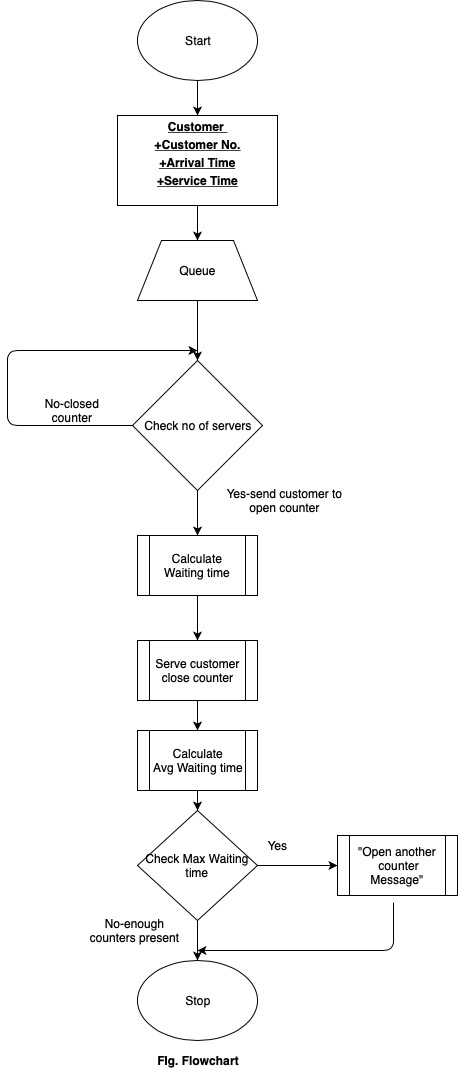 Start
Customer
+Customer No.
+Arrival Time
+Service Time
Queue
No-closed
counter
Check no of servers
Yes-send customer to
open counter
Calculate
Waiting time
Serve customer
close counter
Calculate
Avg Waiting time
Check Max Waiting
time
Yes
"Open another
counter
Message"
No-enough
counters present
Stop
FIg. Flowchart